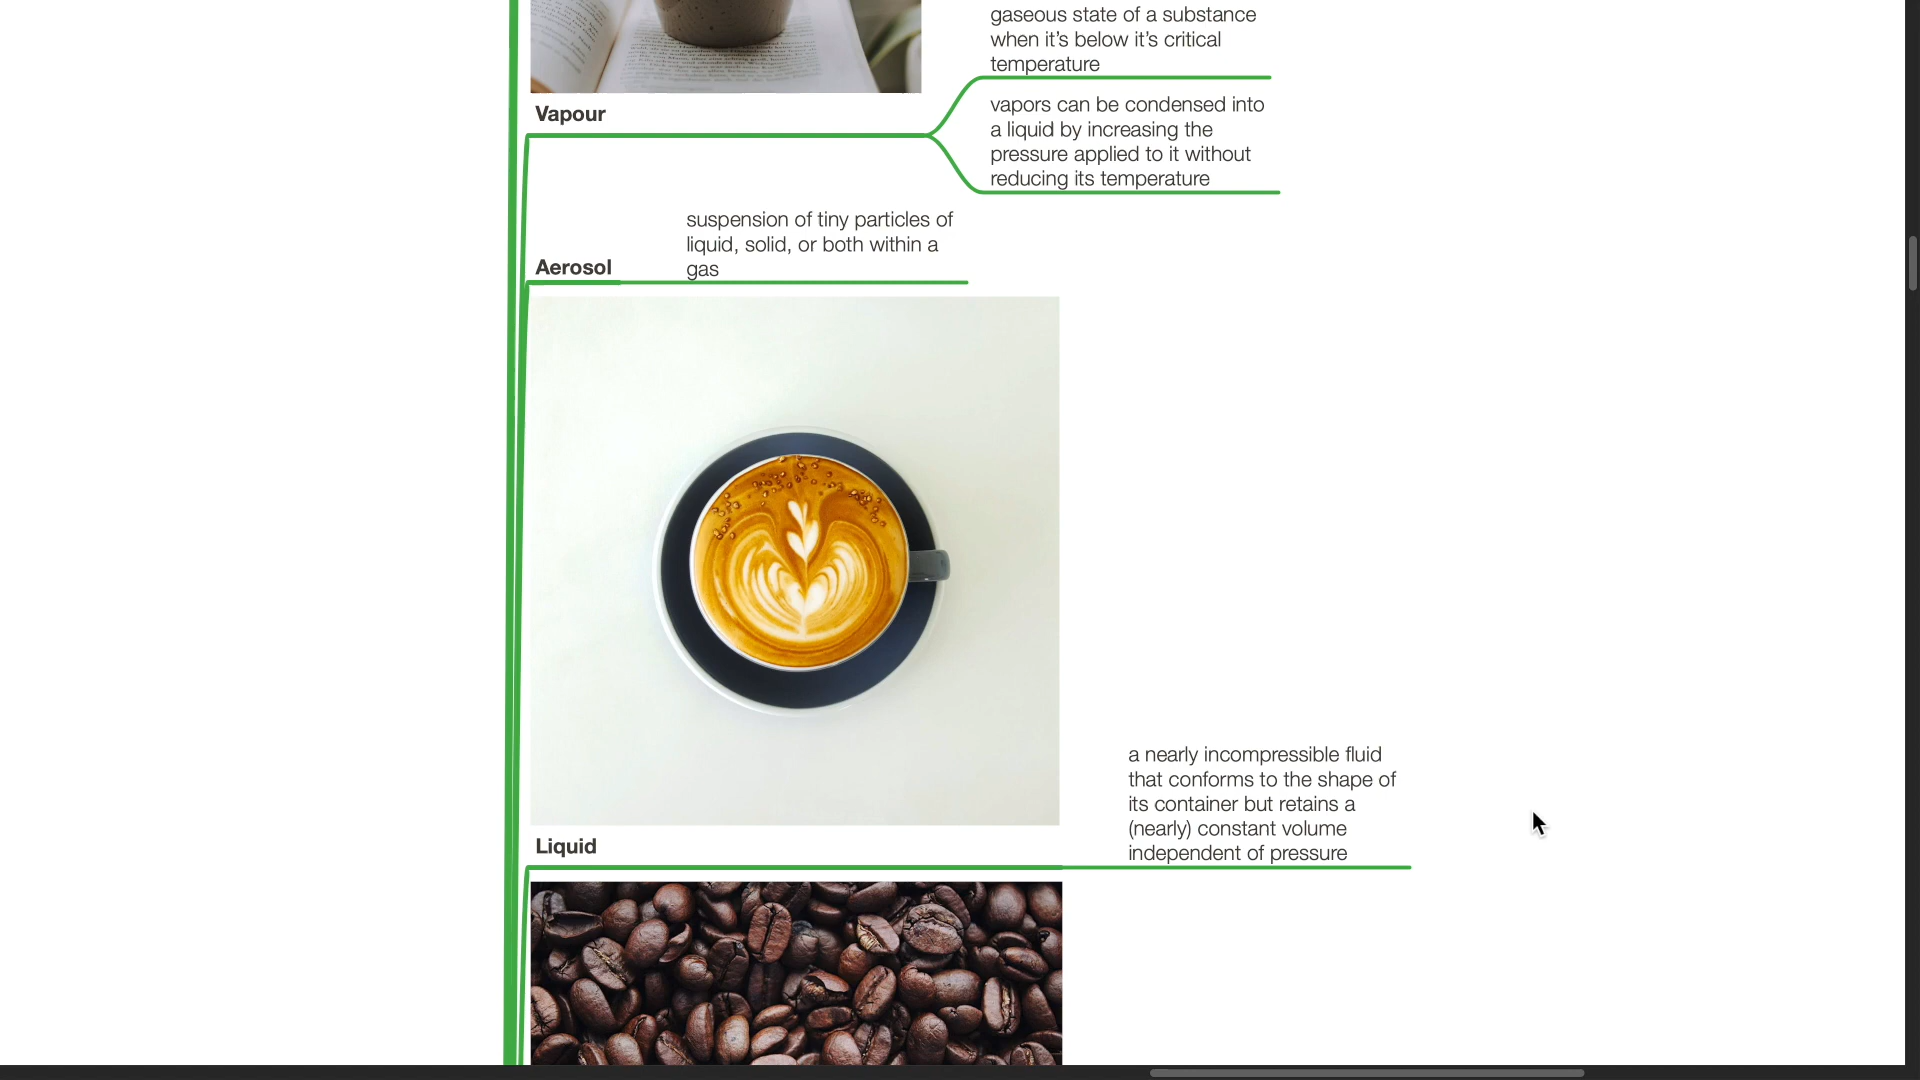 gaseous state of a substance
when it’s below it’s critical
temperature
Vapour
vapors can be condensed into
a liquid by increasing the
pressure applied to it without
reducing its temperature
suspension of tiny particles of
liquid, solid, or both within a
gas
Aerosol
a nearly incompressible fluid
that conforms to the shape of
its container but retains a
(nearly) constant volume
independent of pressure
Liquid